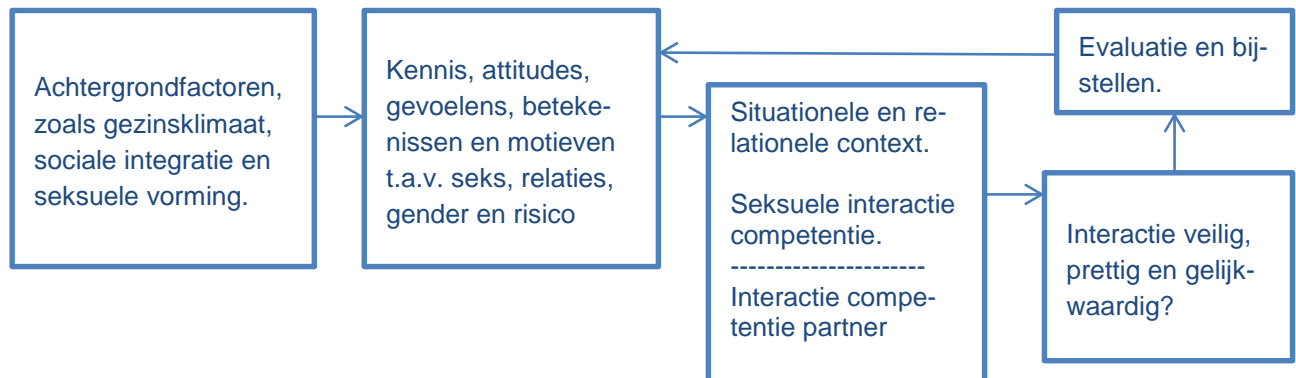 Achtergrondfactoren,
zoals gezinsklimaat,
sociale integratie en
seksuele vorming.
Kennis, attitudes,
gevoelens, beteke-
nissen en motieven
t.a.v. seks, relaties,
gender en risico
Situationele en re-
lationele context.
Seksuele interactie
competentie.
----------------------
Interactie compe-
tentie partner
Interactie veilig,
prettig en gelijk-
waardig?
Evaluatie en bij-
stellen.